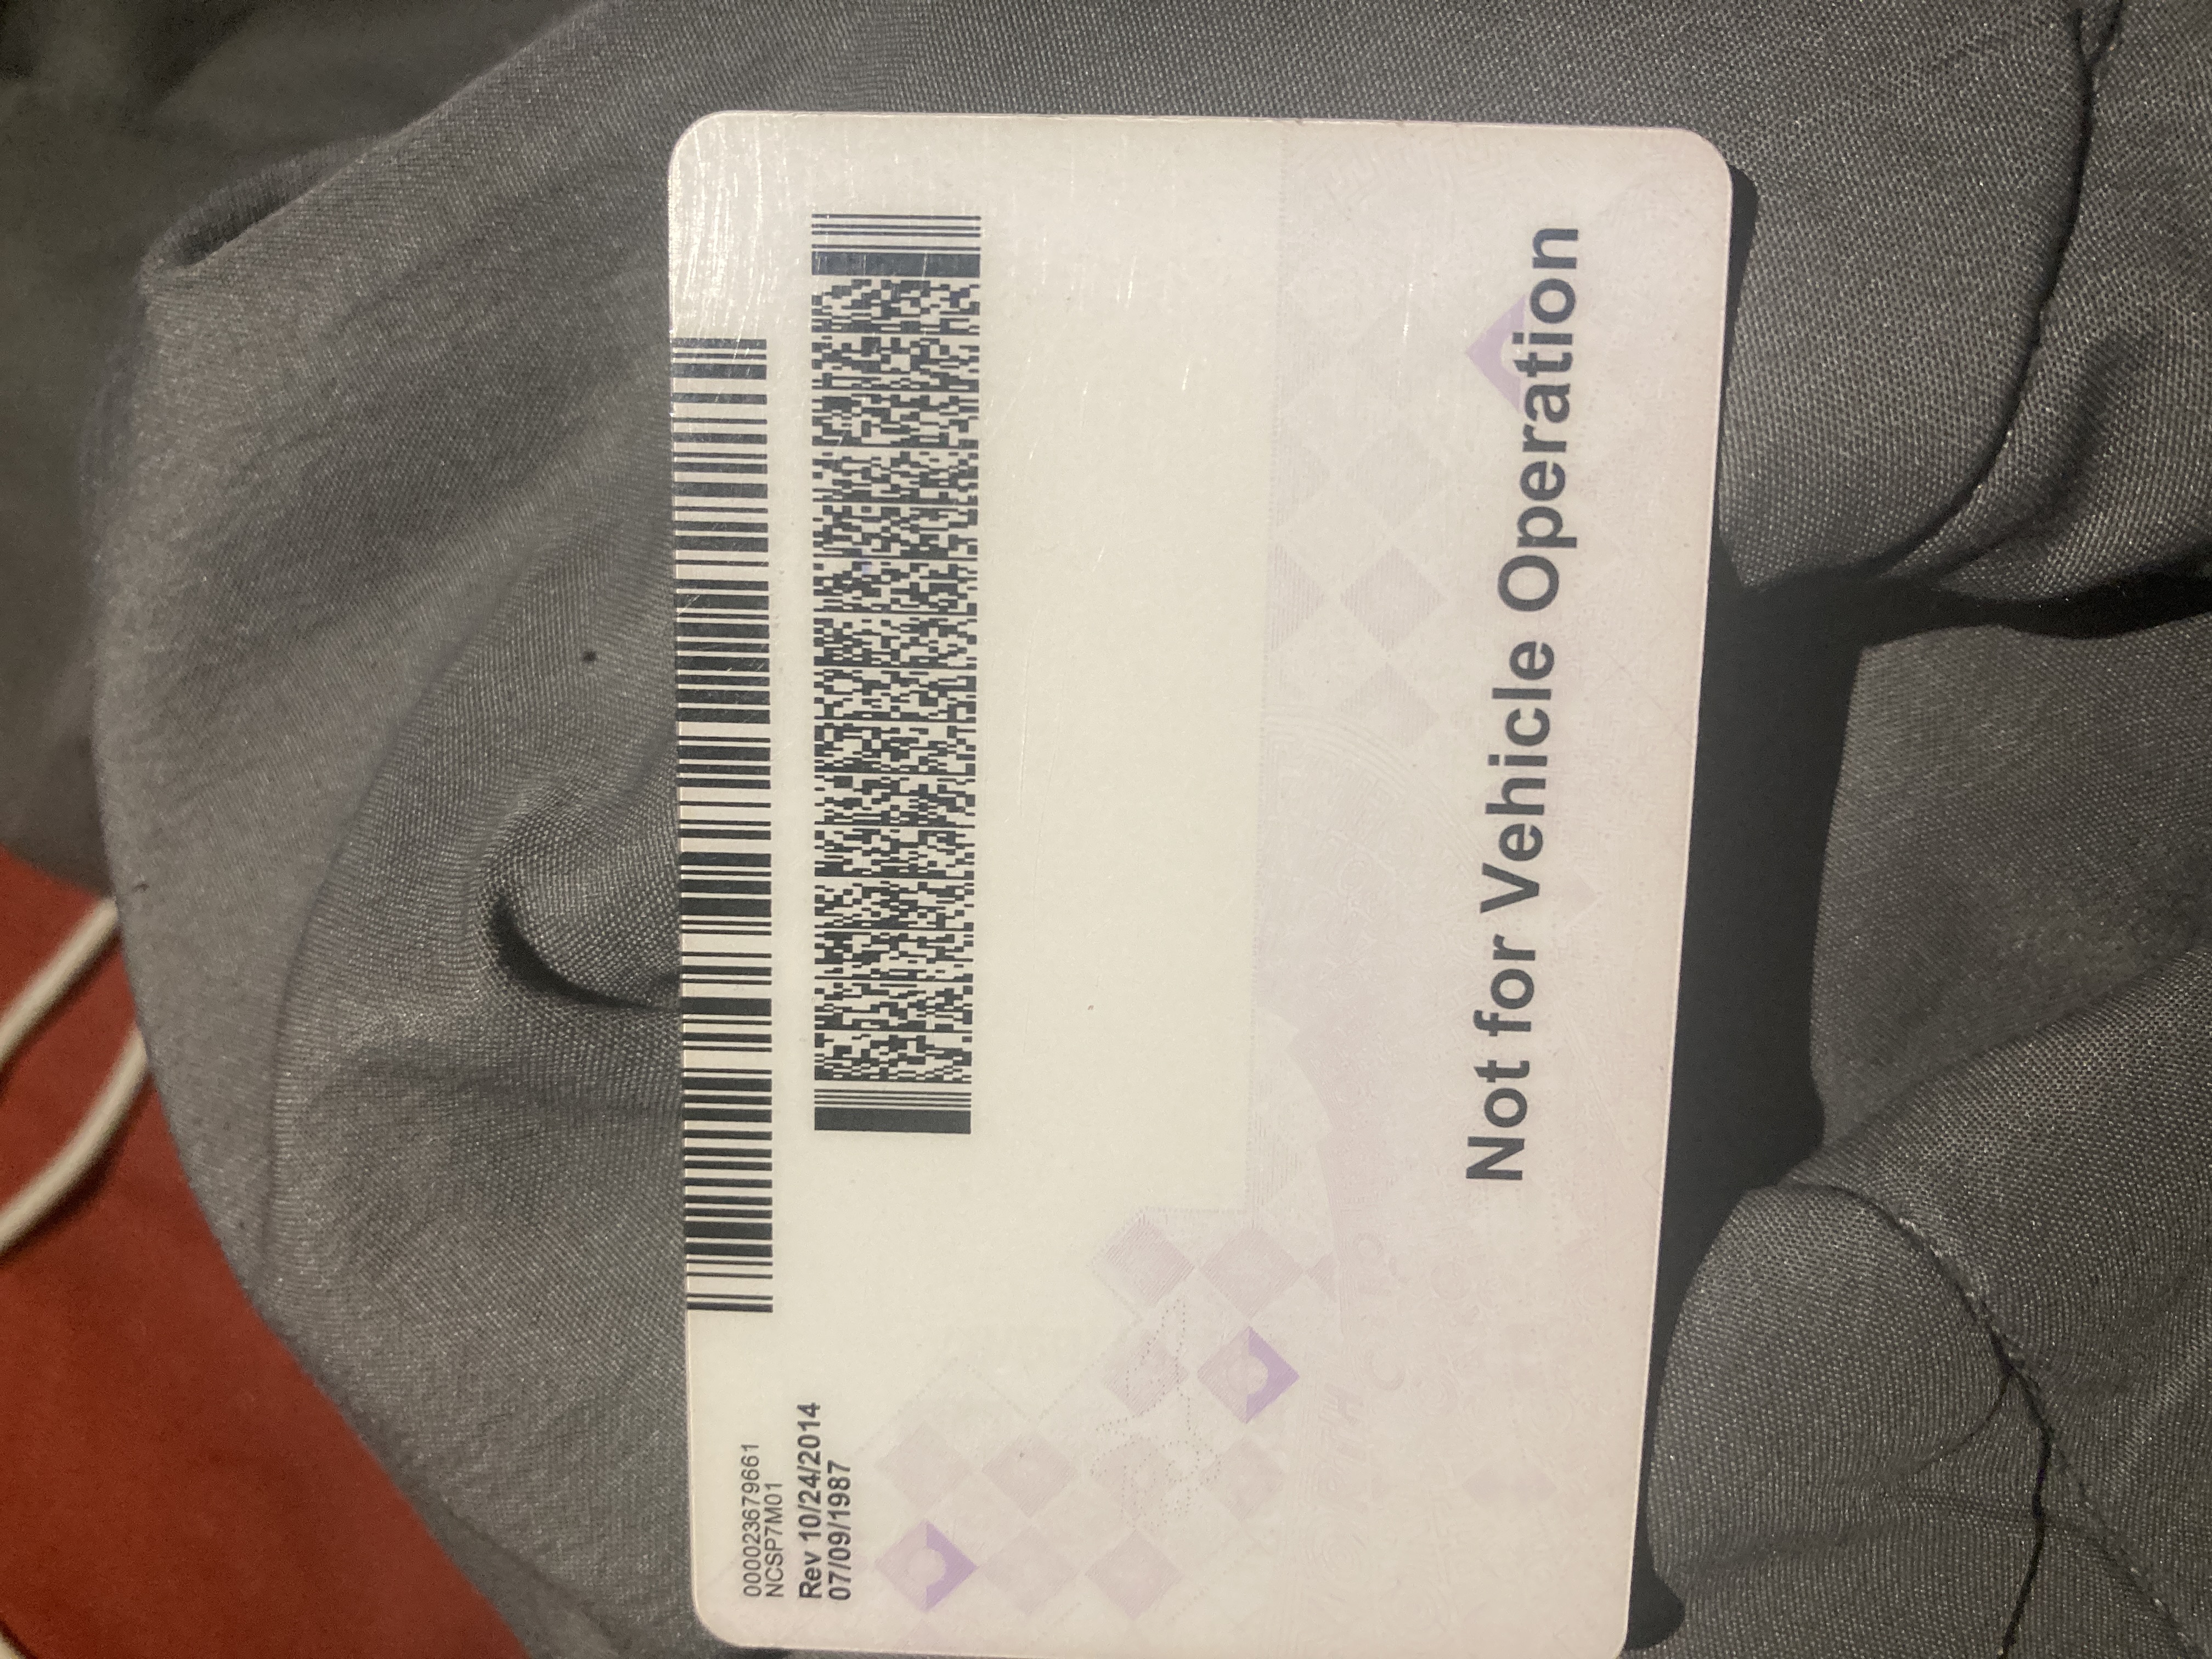 000023679661
NCSP7M01
Rev 10/24/2014
07/09/1987
Not for Vehicle Operation